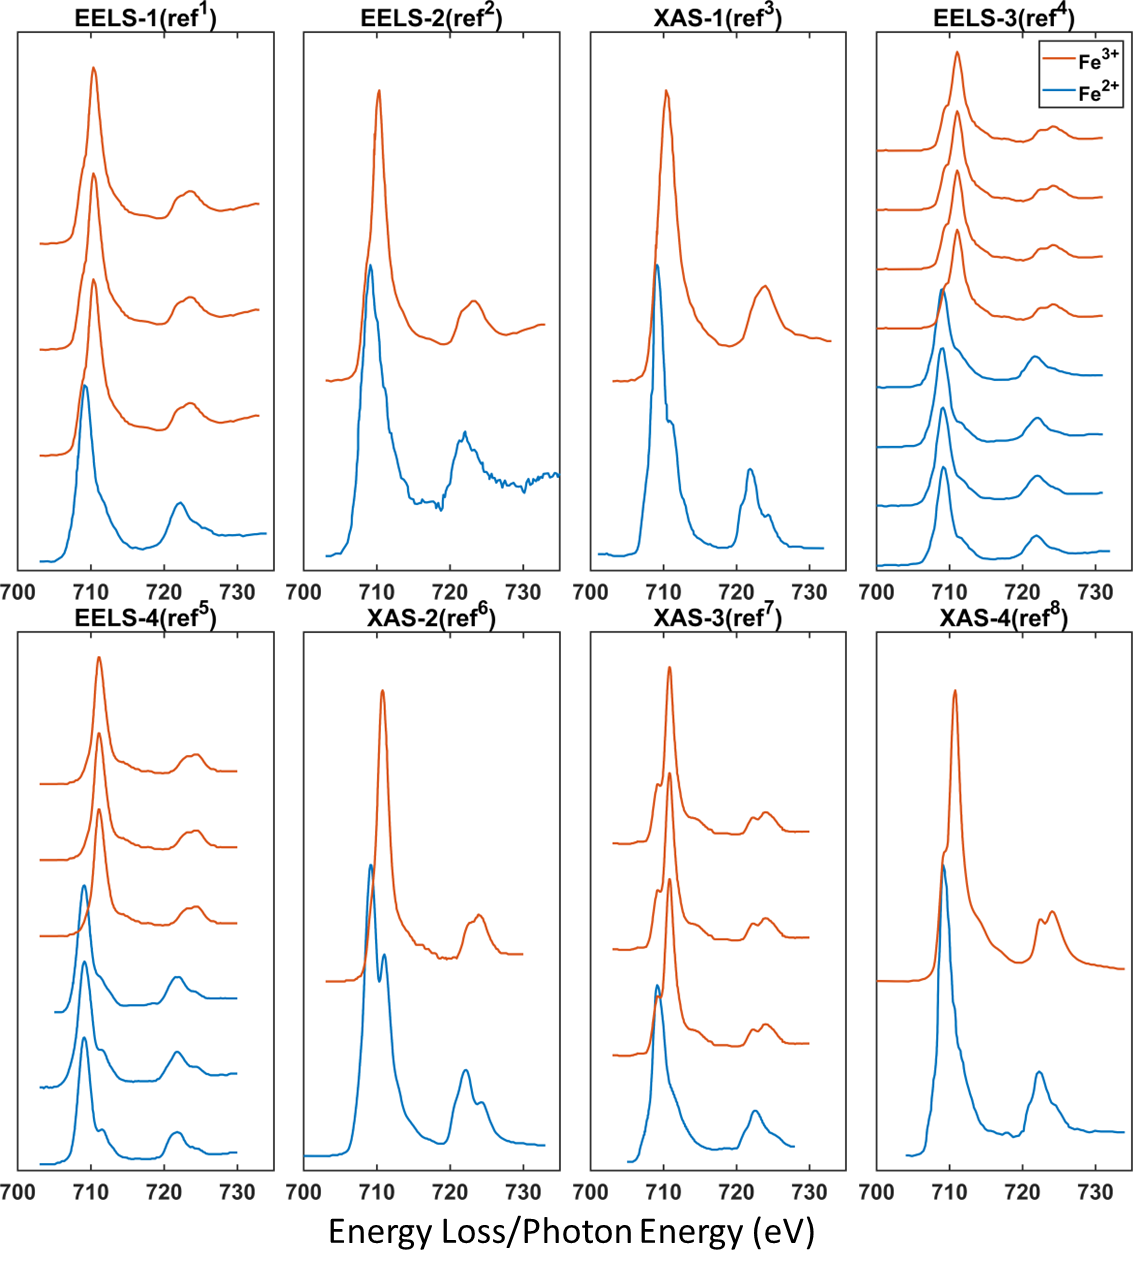 EELS-1(ref1) EELS-2(ref2) XAS-1(ref3) EELS-3(ref4)
Fe3+
Fe2+
700 710 720 730 700 710 720 730 700 710 720 730 700 710 720 730
EELS-4(ref5) XAS-2(ref6) XAS-3(ref7) XAS-4(ref8)
700 710 720 730 700 710 720 730 700 710 720 730 700 710 720 730
Energy Loss/Photon Energy (eV)